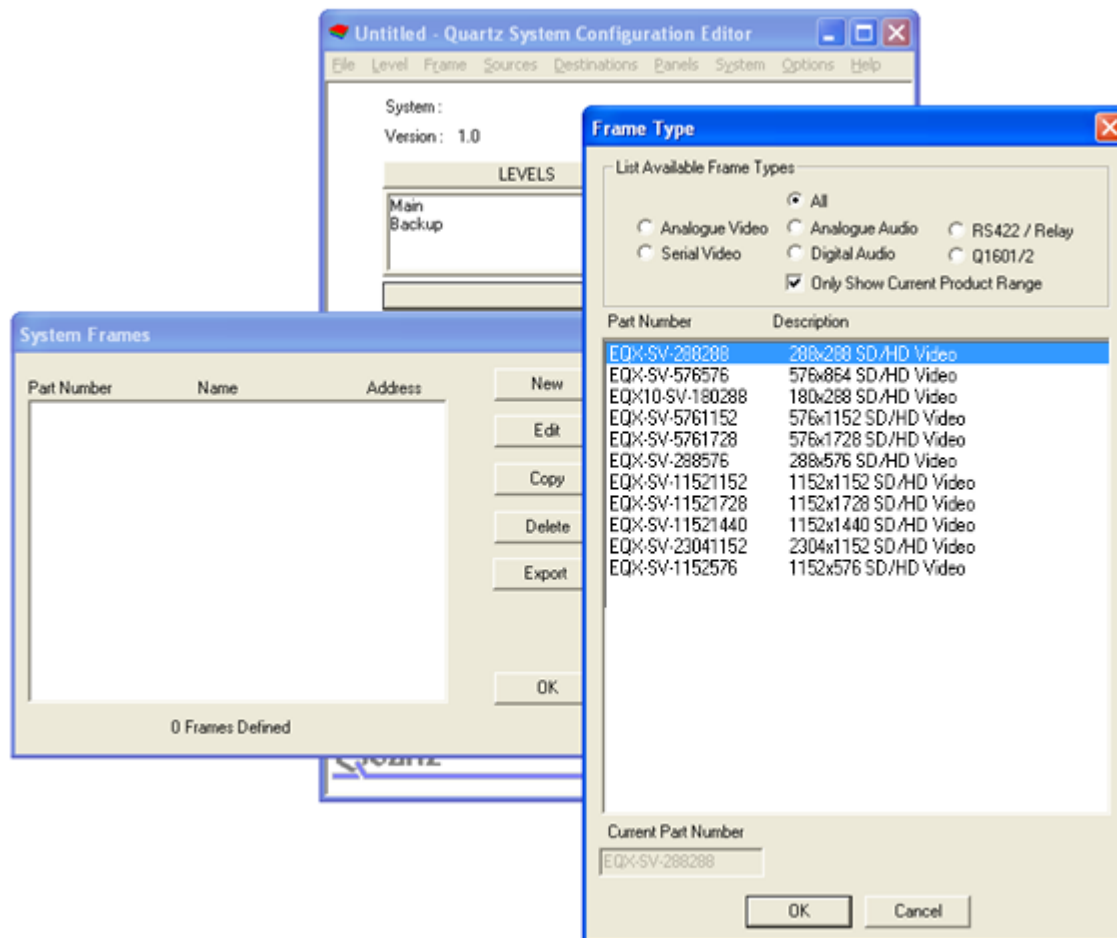 Untitled - Quartz System Configuration Editor
File Level Frame Sources Destinations Panels System Options Help
System :
Version : 1.0
LEVELS
Main
Backup
System Frames
Part Number Name Address
New
Edit
Copy
Delete
Export
OK
0 Frames Defined
Frame Type
List Available Frame Types
All
Analogue Video Analogue Audio RS422 / Relay
Serial Video Digital Audio Q1601/2
Only Show Current Product Range
Part Number Description
EQX-SV-288288 288x288 SD/HD Video
EQX-SV-576576 576x864 SD/HD Video
EQX10-SV-180288 180x288 SD/HD Video
EQX-SV-5761152 576x1152 SD/HD Video
EQX-SV-5761728 576x1728 SD/HD Video
EQX-SV-288576 288x576 SD/HD Video
EQX-SV-11521152 1152x1152 SD/HD Video
EQX-SV-11521728 1152x1728 SD/HD Video
EQX-SV-11521440 1152x1440 SD/HD Video
EQX-SV-23041152 2304x1152 SD/HD Video
EQX-SV-1152576 1152x576 SD/HD Video
Current Part Number
EQX-SV-288288
OK Cancel